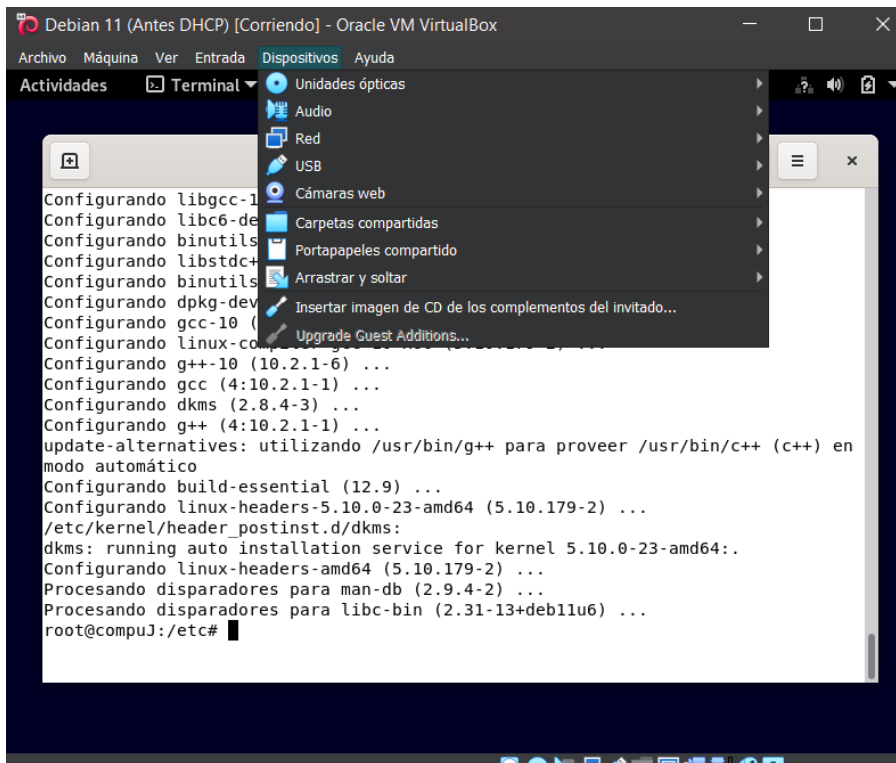 Debian 11 (Antes DHCP) [Corriendo] - Oracle VM VirtualBox
Archivo Máquina Ver Entrada Dispositivos Ayuda
Actividades Terminal
Unidades ópticas
Audio
Red
USB
Cámaras web
Carpetas compartidas
Portapapeles compartido
Arrastrar y soltar
Insertar imagen de CD de los complementos del invitado...
Upgrade Guest Additions...
Configurando libgcc-1
Configurando libc6-de
Configurando binutils
Configurando libstdc+
Configurando binutils
Configurando dpkg-dev
Configurando gcc-10 (
Configurando
Configurando g++-10 (10.2.1-6) ...
Configurando gcc (4:10.2.1-1) ...
Configurando dkms (2.8.4-3) ...
Configurando g++ (4:10.2.1-1) ...
update-alternatives: utilizando /usr/bin/g++ para proveer /usr/bin/c++ (c++) en
modo automático
Configurando build-essential (12.9) ...
Configurando linux-headers-5.10.0-23-amd64 (5.10.179-2) ...
/etc/kernel/header_postinst.d/dkms:
dkms: running auto installation service for kernel 5.10.0-23-amd64:.
Configurando linux-headers-amd64 (5.10.179-2) ...
Procesando disparadores para man-db (2.9.4-2) ...
Procesando disparadores para libc-bin (2.31-13+deb11u6) ...
root@compuJ:/etc#